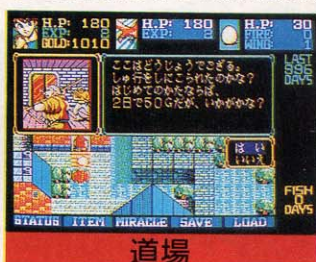 H.P: 180 H.P: 180 H.P: 30
EXP: 8 EXP: 8 FIRE: 0
GOLD:1010 MIRACLE: 2 WING: 1
LAST
996
DAYS
ここはどうじょうでござる。
しゅ行をしにこられたのかな?
はじめてのかたならば、
2日で50Gだが、いかがかな?
はい
いいえ
FISH
0
DAYS
STATUS ITEM MIRACLE SAVE LOAD
道場